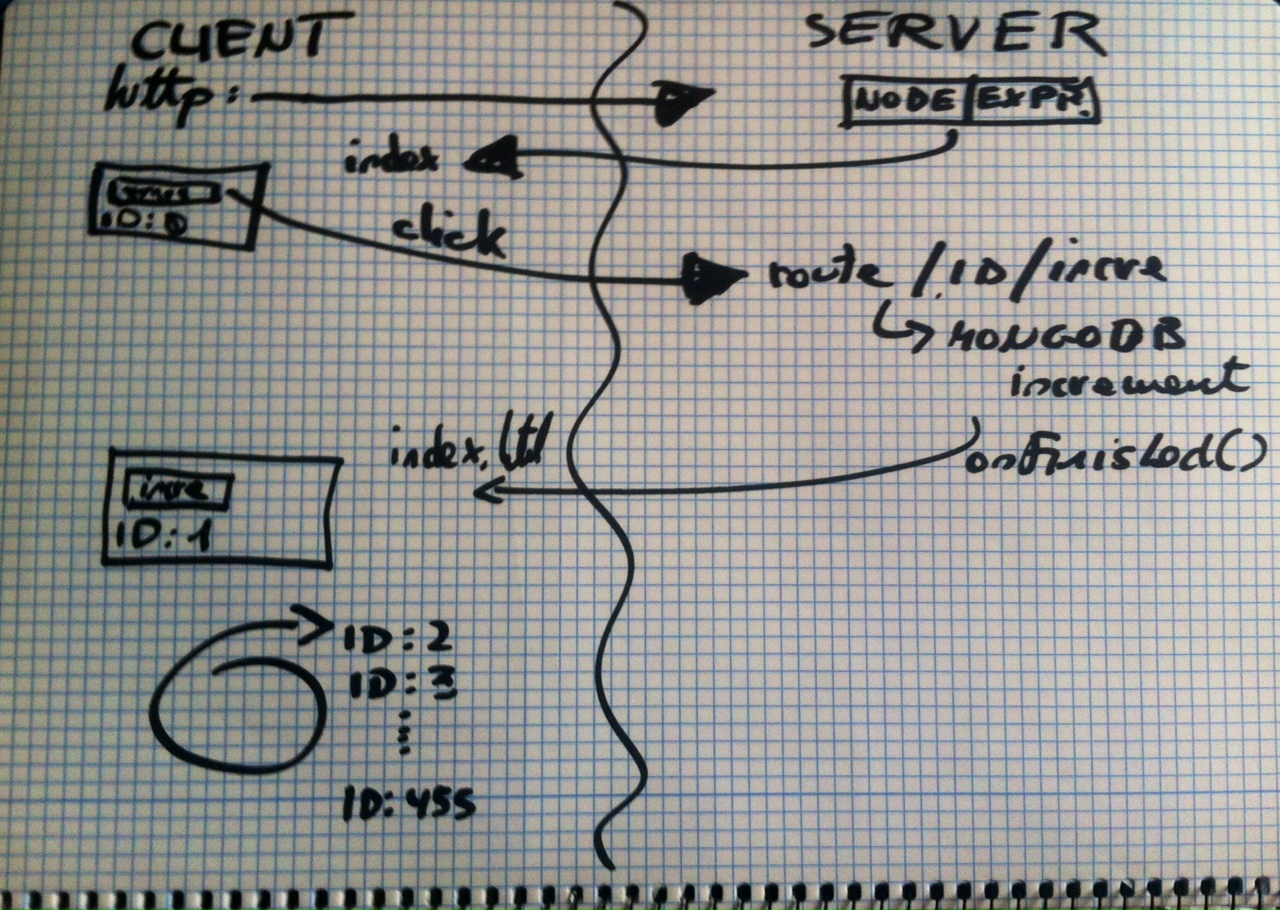 CLIENT
SERVER
http:
NODE EXPR.
index
ID:0
click
route /:ID/incre
MONGODB
increment
index.html
onFinished()
incre
ID:1
ID:2
ID:3
ID:455